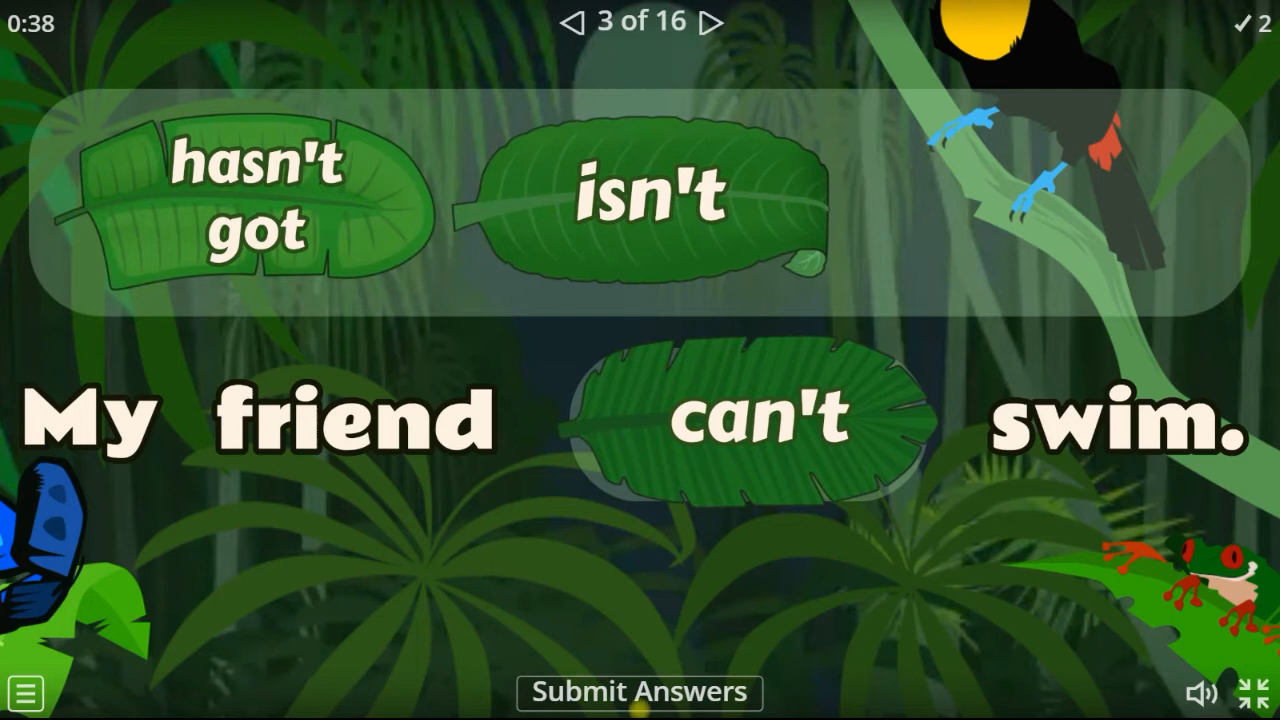 0:38
3 of 16
✓2
hasn't
got
isn't
My friend can't swim.
Submit Answers